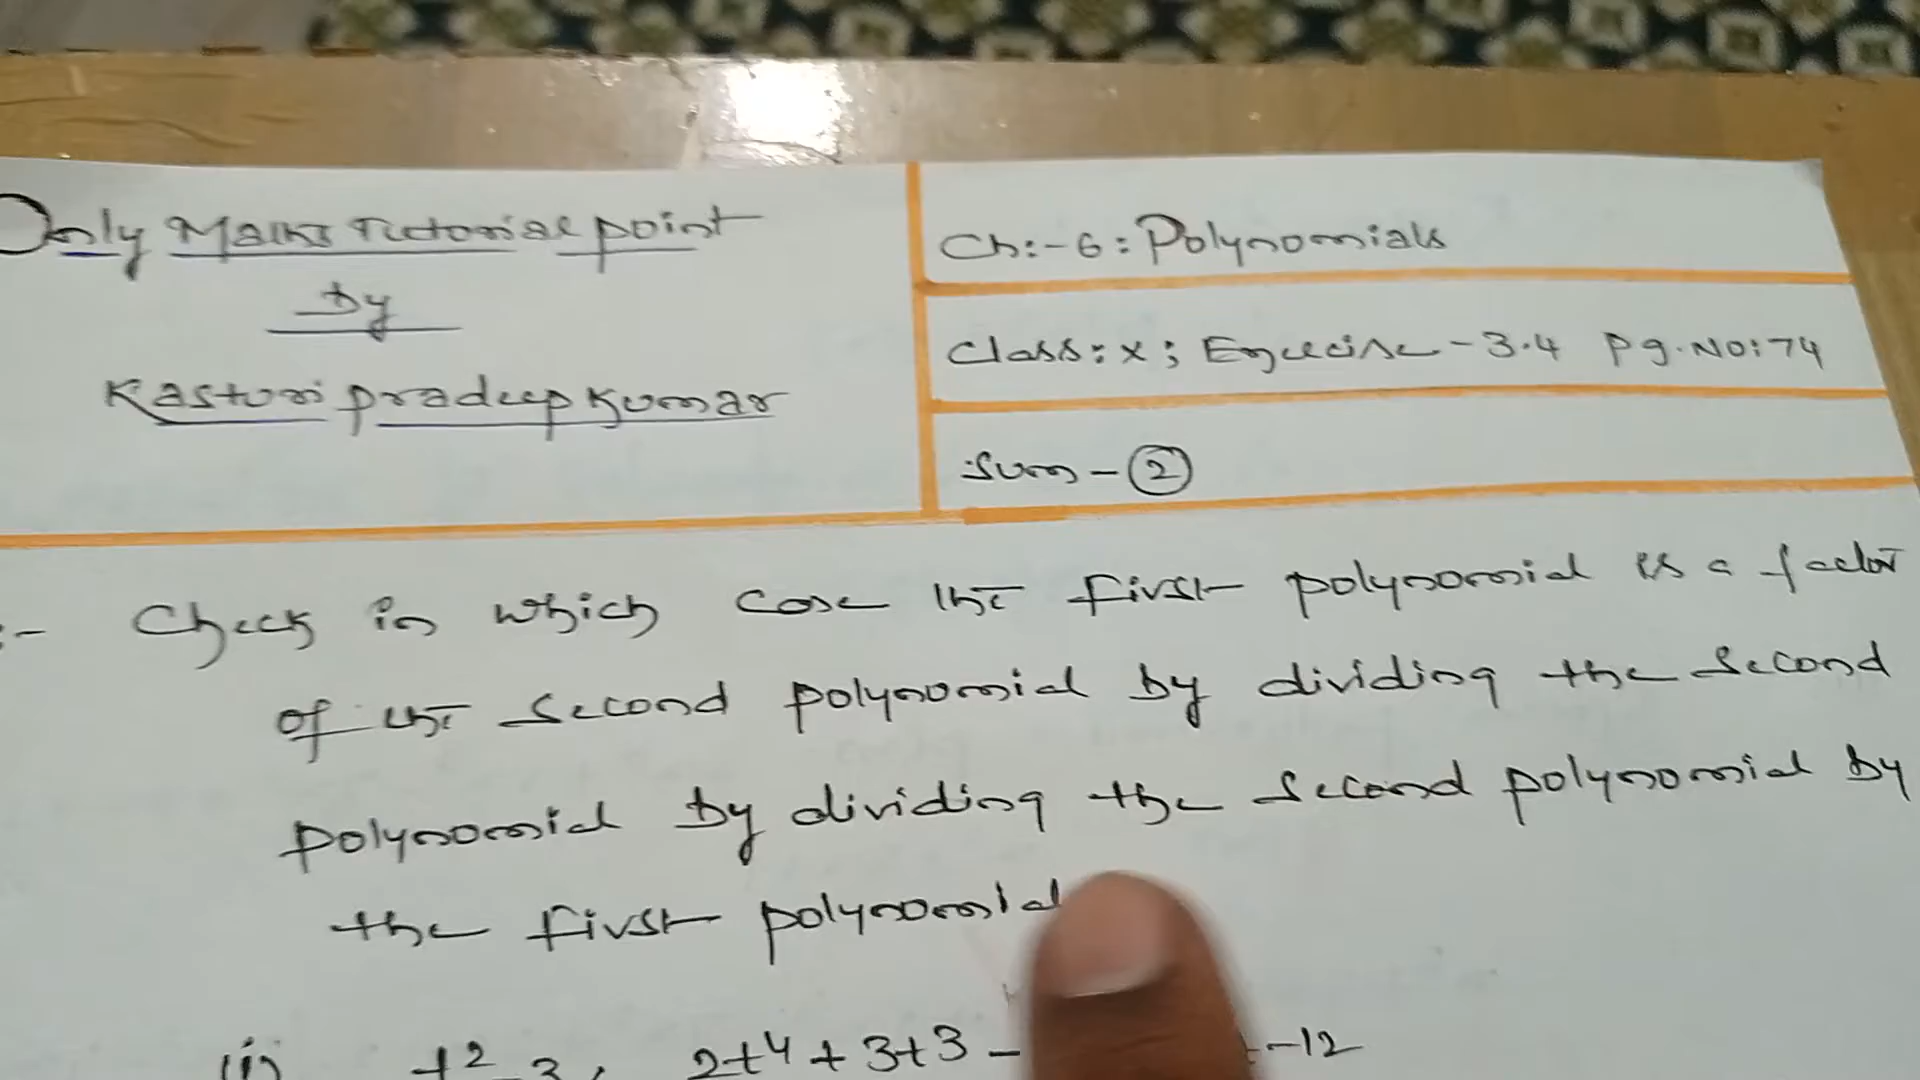 Only Maths Tutorial point
by
Kastori pradeep Kumar
Ch:-6: Polynomials
Class: X; Exercise-3.4 Pg.No:74
Sum-②
:- Check in which case the first polynomial is a factor
of the second polynomial by dividing the second
polynomial by dividing the second polynomial by
the first polynomial
(i) t²-3, 2t⁴+3t³- -12